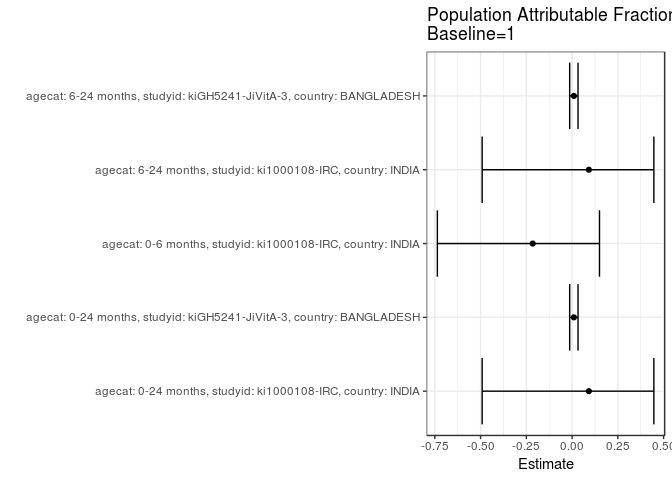 Population Attributable Fraction
Baseline=1
agecat: 6-24 months, studyid: kiGH5241-JiVitA-3, country: BANGLADESH
agecat: 6-24 months, studyid: ki1000108-IRC, country: INDIA
agecat: 0-6 months, studyid: ki1000108-IRC, country: INDIA
agecat: 0-24 months, studyid: kiGH5241-JiVitA-3, country: BANGLADESH
agecat: 0-24 months, studyid: ki1000108-IRC, country: INDIA
-0.75 -0.50 -0.25 0.00 0.25 0.50
Estimate